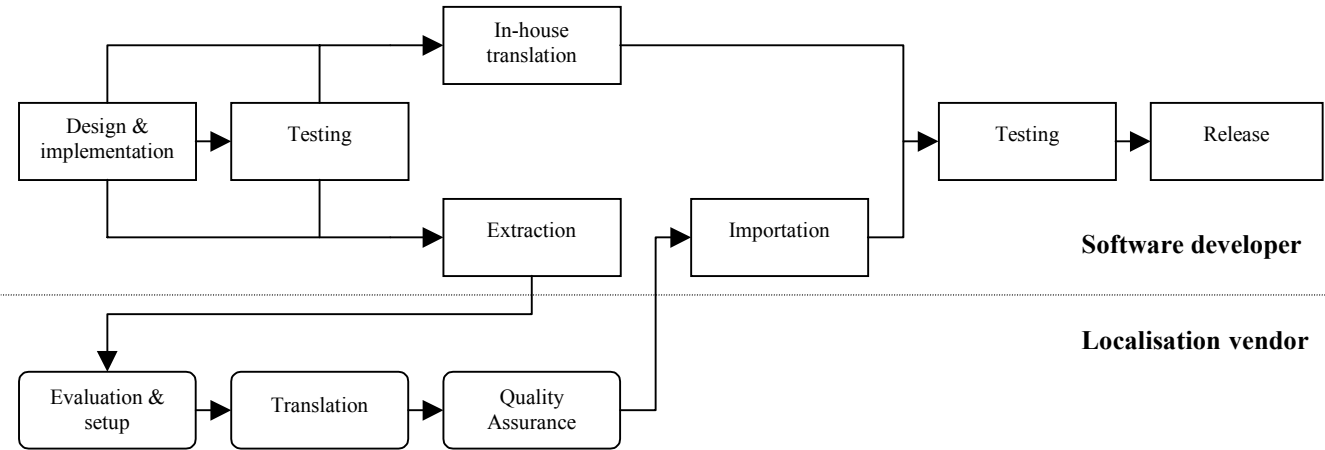 In-house
translation
Design &
implementation
Testing
Testing
Release
Extraction
Importation
Software developer
Localisation vendor
Evaluation &
setup
Translation
Quality
Assurance